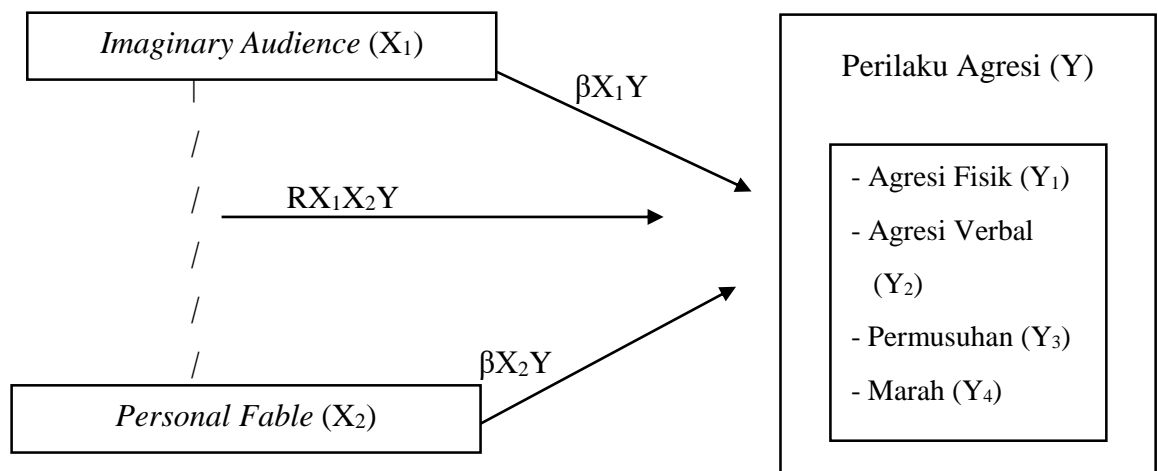 Imaginary Audience (X₁)
βX₁Y
RX₁X₂Y
βX₂Y
Personal Fable (X₂)
Perilaku Agresi (Y)
- Agresi Fisik (Y₁)
- Agresi Verbal
(Y₂)
- Permusuhan (Y₃)
- Marah (Y₄)